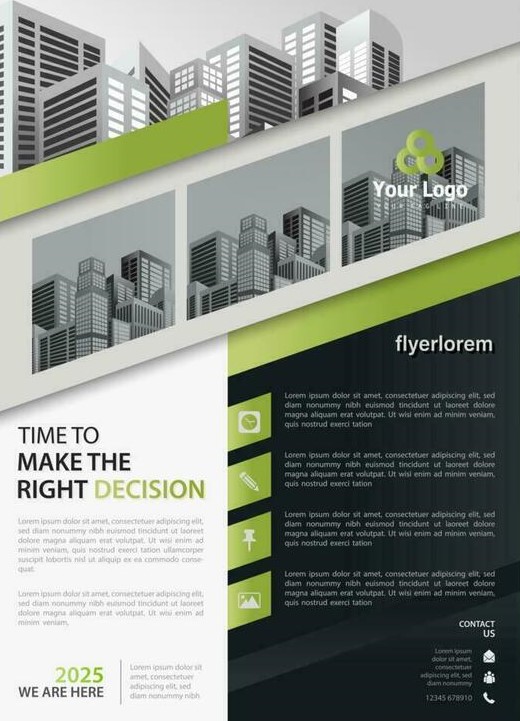 Your Logo
YOUR TAGLINE
flyerlorem
Lorem ipsum dolor sit amet, consectetuer adipiscing elit, sed
diam nonummy nibh euismod tincidunt ut laoreet dolore
magna aliquam erat volutpat. Ut wisi enim ad minim veniam,
quis nostrud exerci tation
Lorem ipsum dolor sit amet, consectetuer adipiscing elit, sed
diam nonummy nibh euismod tincidunt ut laoreet dolore
magna aliquam erat volutpat. Ut wisi enim ad minim veniam,
quis nostrud exerci tation
Lorem ipsum dolor sit amet, consectetuer adipiscing elit, sed
diam nonummy nibh euismod tincidunt ut laoreet dolore
magna aliquam erat volutpat. Ut wisi enim ad minim veniam,
quis nostrud exerci tation
Lorem ipsum dolor sit amet, consectetuer adipiscing elit, sed
diam nonummy nibh euismod tincidunt ut laoreet dolore
magna aliquam erat volutpat. Ut wisi enim ad minim veniam,
quis nostrud exerci tation
TIME TO
MAKE THE
RIGHT DECISION
Lorem ipsum dolor sit amet, consectetuer adipiscing elit,
sed diam nonummy nibh euismod tincidunt ut laoreet
dolore magna aliquam erat volutpat. Ut wisi enim ad
minim veniam, quis nostrud exerci tation ullamcorper
suscipit lobortis nisl ut aliquip ex ea commodo conse-
quat.
Lorem ipsum dolor sit amet, consectetuer adipiscing elit,
sed diam nonummy nibh euismod tincidunt ut laoreet
dolore magna aliquam erat volutpat. Ut wisi enim ad
minim veniam,
2025
WE ARE HERE
Lorem ipsum dolor sit
amet, consectetuer
adipiscing elit, sed
diam nonummy nibh
CONTACT
US
Lorem ipsum
dolor sit amet,
consectetuer
adipiscing elit, sed
diam nonummy
12345 678910